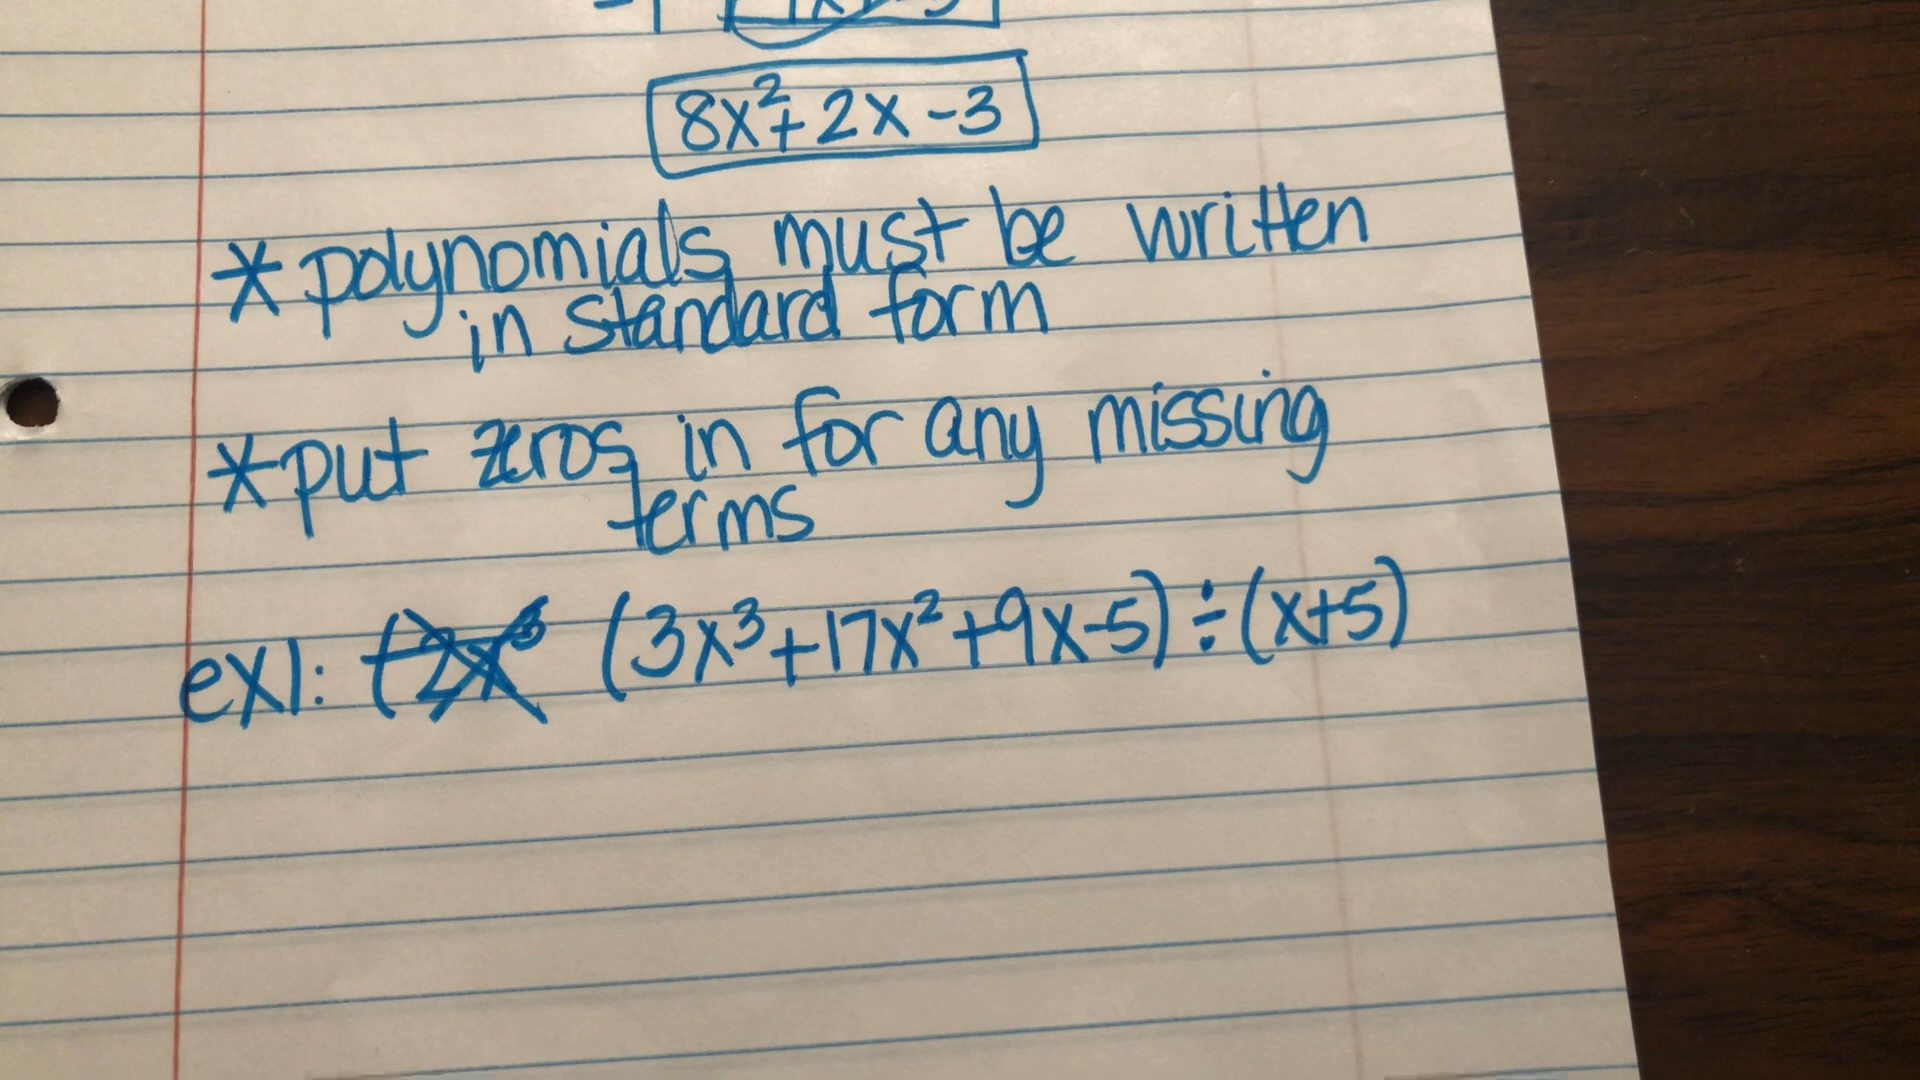 8x²+2x-3
*polynomials must be written
in standard form
*put zeros in for any missing
terms
ex1: (3x³+17x²+9x-5)÷(x+5)